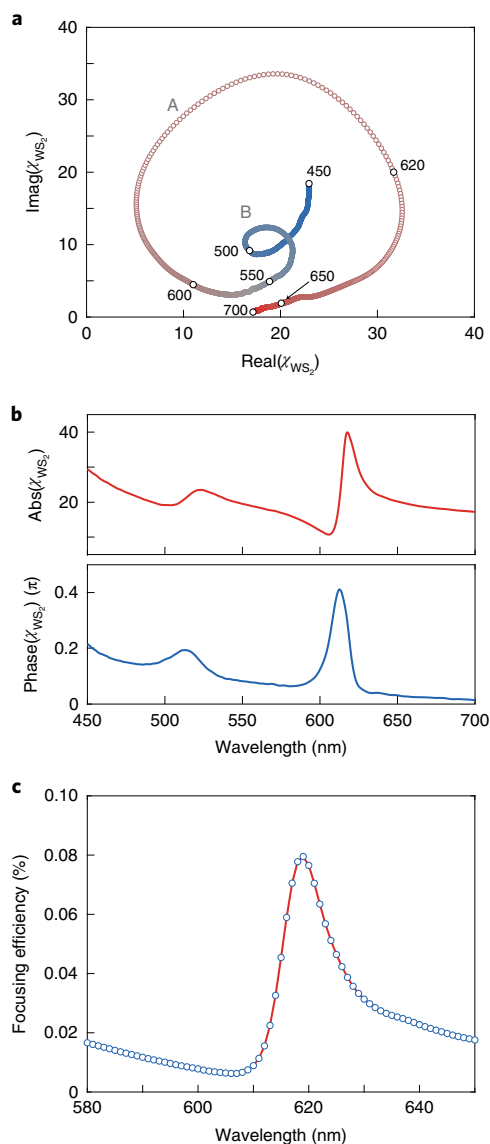 a
40
30
20
10
0
Imag(χWS₂)
A
B
450
500
550
600
620
650
700
0 10 20 30 40
Real(χWS₂)
b
40
20
Abs(χWS₂)
0.4
0.2
0
Phase(χWS₂) (π)
450 500 550 600 650 700
Wavelength (nm)
c
0.10
0.08
0.06
0.04
0.02
0
Focusing efficiency (%)
580 600 620 640
Wavelength (nm)